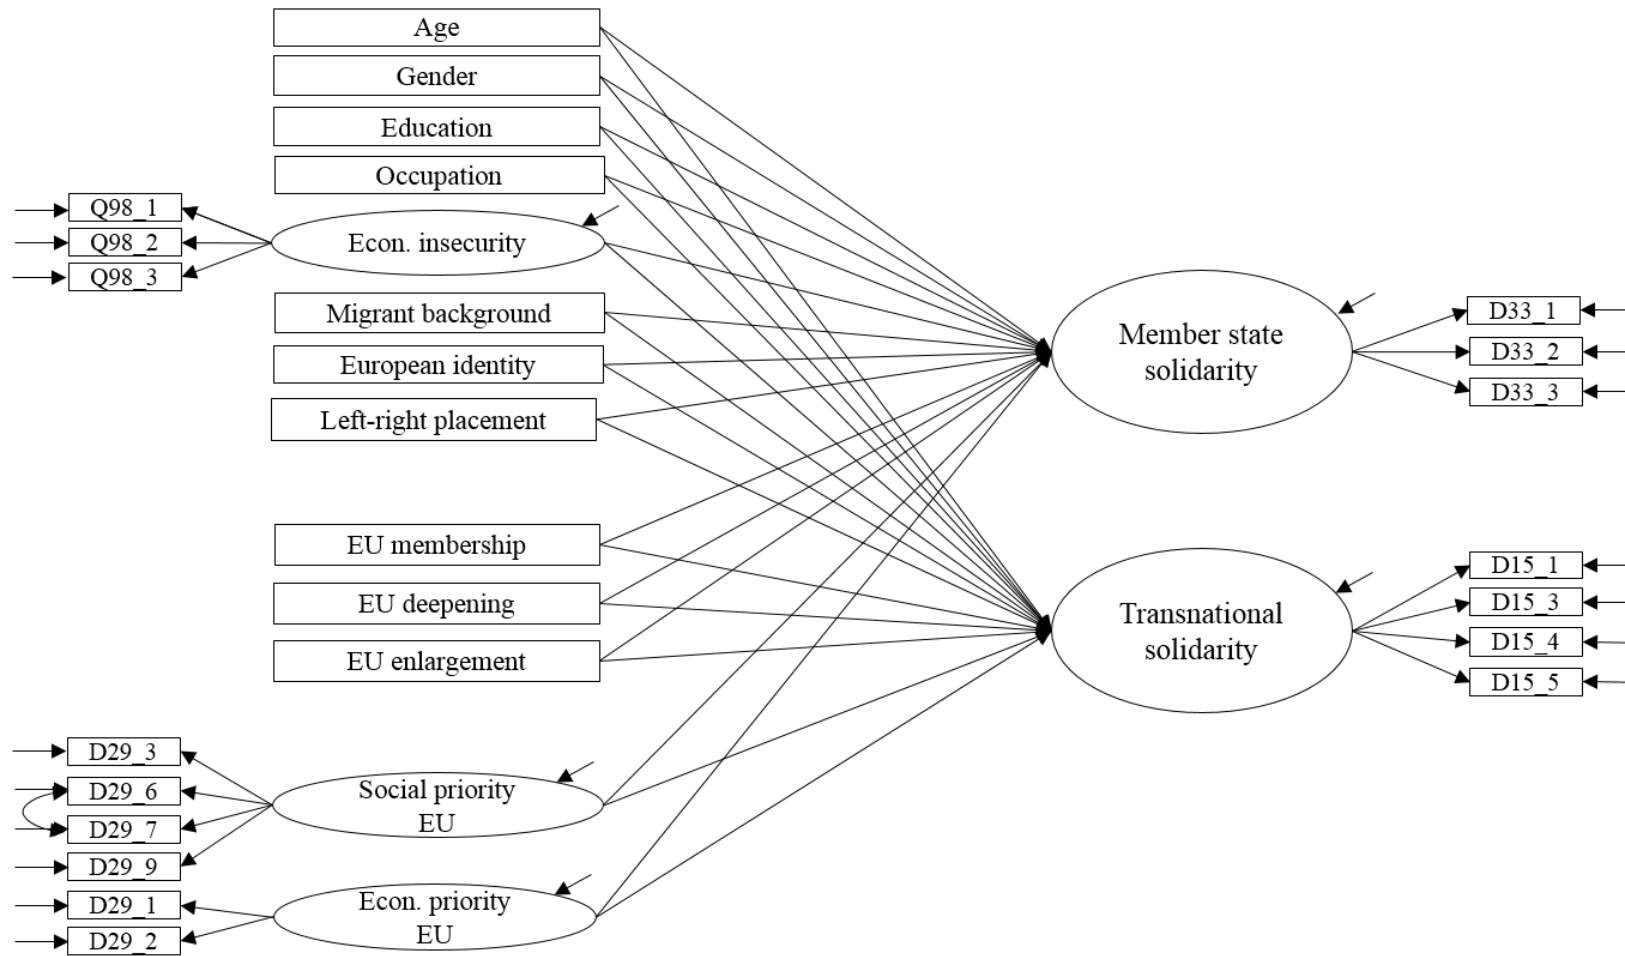 Age
Gender
Education
Occupation
Q98_1
Q98_2
Q98_3
Econ. insecurity
Migrant background
European identity
Left-right placement
EU membership
EU deepening
EU enlargement
D29_3
D29_6
D29_7
D29_9
D29_1
D29_2
Social priority
EU
Econ. priority
EU
Member state
solidarity
D33_1
D33_2
D33_3
Transnational
solidarity
D15_1
D15_3
D15_4
D15_5